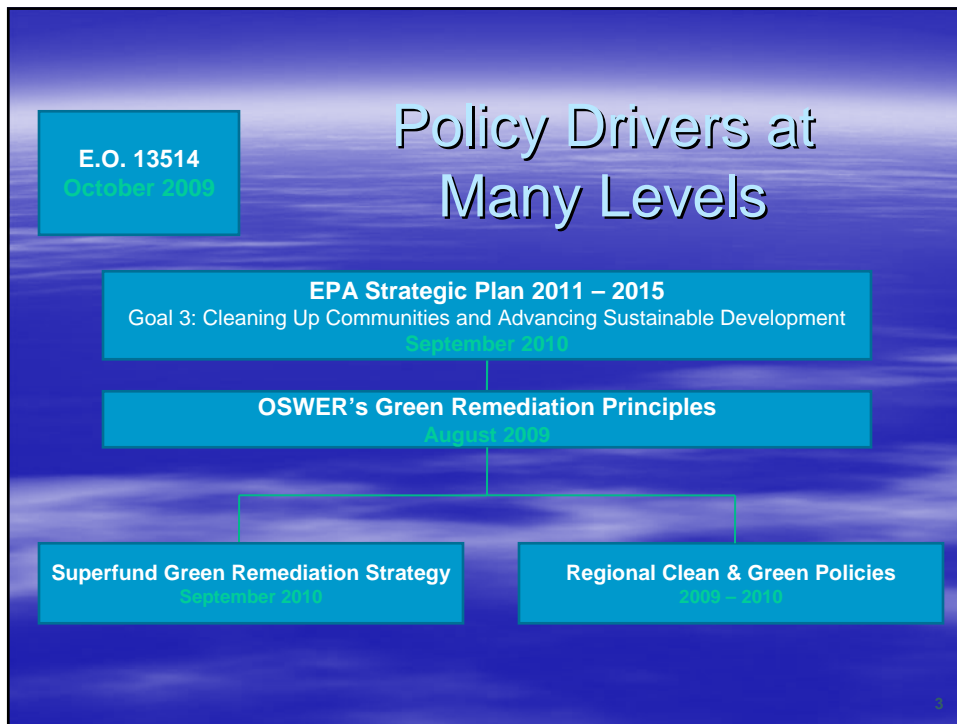 Policy Drivers at
Many Levels
E.O. 13514
October 2009
EPA Strategic Plan 2011 – 2015
Goal 3: Cleaning Up Communities and Advancing Sustainable Development
September 2010
OSWER’s Green Remediation Principles
August 2009
Superfund Green Remediation Strategy
September 2010
Regional Clean & Green Policies
2009 – 2010
3